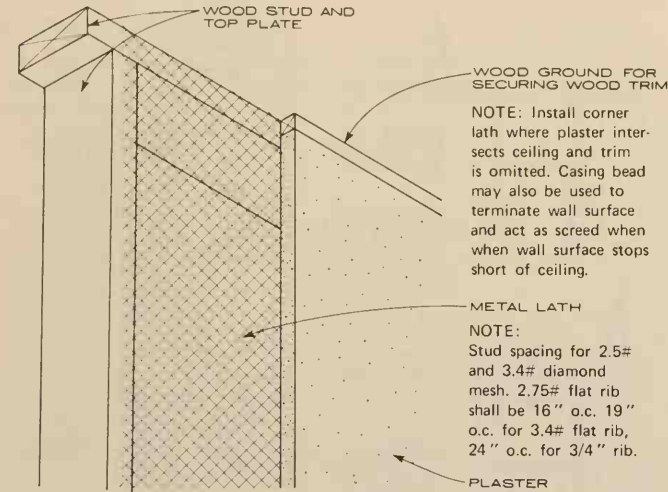 WOOD STUD AND
TOP PLATE
WOOD GROUND FOR
SECURING WOOD TRIM
NOTE: Install corner
lath where plaster inter-
sects ceiling and trim
is omitted. Casing bead
may also be used to
terminate wall surface
and act as screed when
when wall surface stops
short of ceiling.
METAL LATH
NOTE:
Stud spacing for 2.5#
and 3.4# diamond
mesh. 2.75# flat rib
shall be 16" o.c. 19"
o.c. for 3.4# flat rib,
24" o.c. for 3/4" rib.
PLASTER